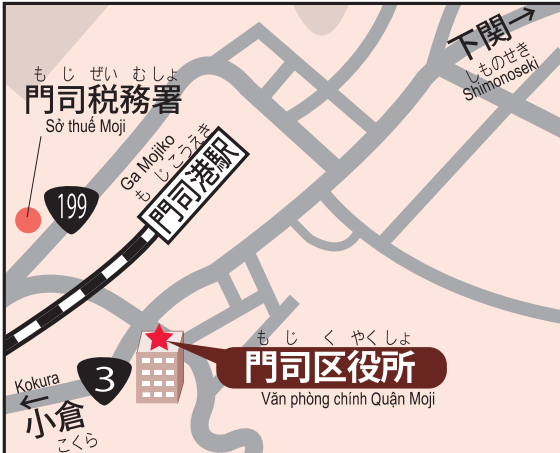 下関→
しものせき
Shimonoseki
もじぜいむしょ
門司税務署
Sở thuế Moji
199
Ga Mojiko
もじこうえき
門司港駅
もじくやくしょ
門司区役所
Văn phòng chính Quận Moji
3
Kokura
←
小倉
こくら